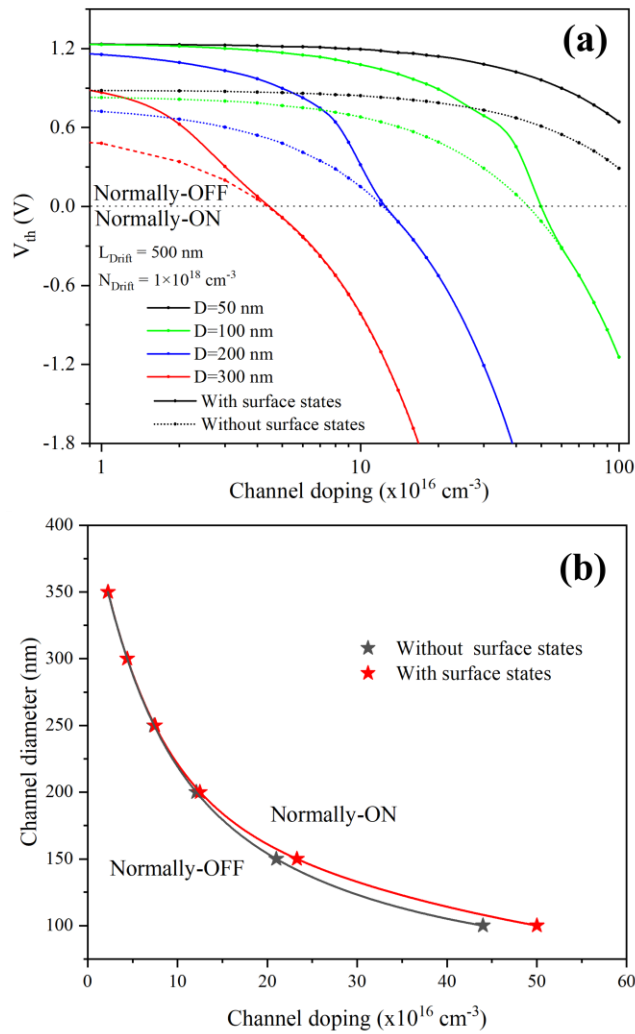 (a)
1.2
0.6
0.0
-0.6
-1.2
-1.8
V_th (V)
Normally-OFF
Normally-ON
L_Drift = 500 nm
N_Drift = 1×10^18 cm^-3
D=50 nm
D=100 nm
D=200 nm
D=300 nm
With surface states
Without surface states
1 10 100
Channel doping (x10^16 cm^-3)
(b)
400
350
300
250
200
150
100
Channel diameter (nm)
Without surface states
With surface states
Normally-ON
Normally-OFF
0 10 20 30 40 50 60
Channel doping (x10^16 cm^-3)